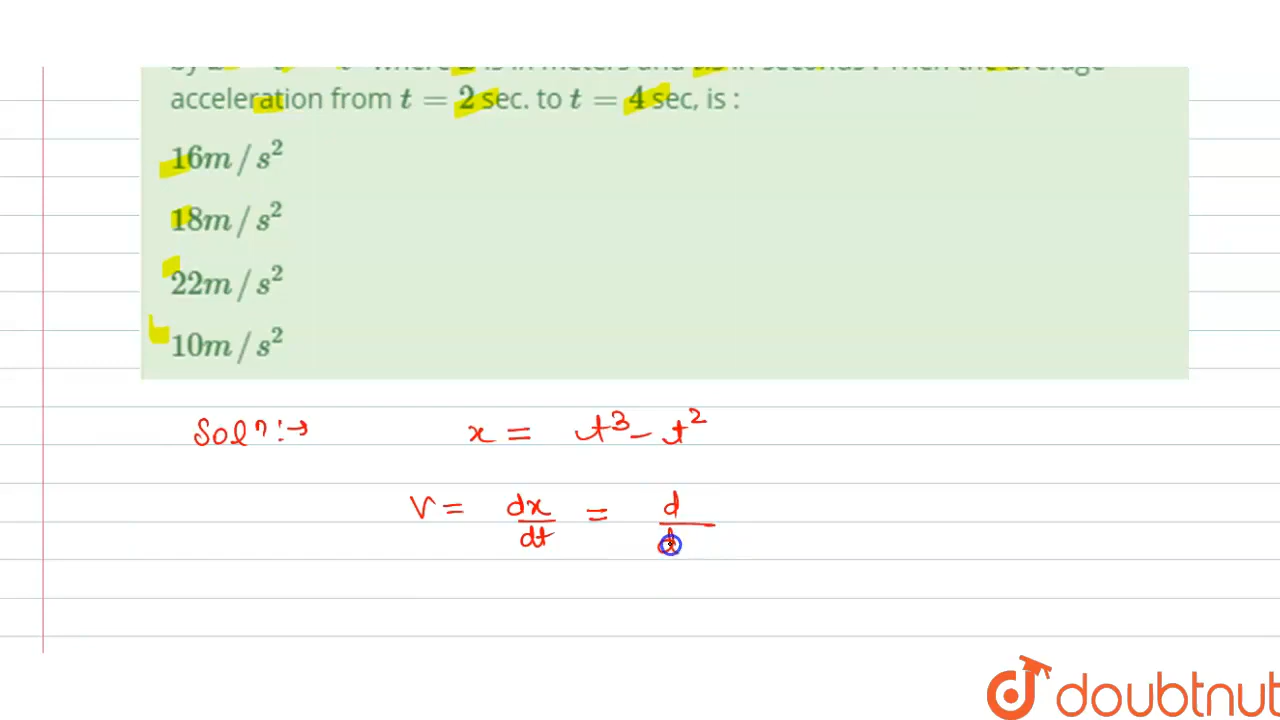 acceleration from t = 2 sec. to t = 4 sec, is :
16m/s²
18m/s²
22m/s²
10m/s²
Solⁿ:→ x = t³ - t²
V = dx/dt = d/d
doubtnut